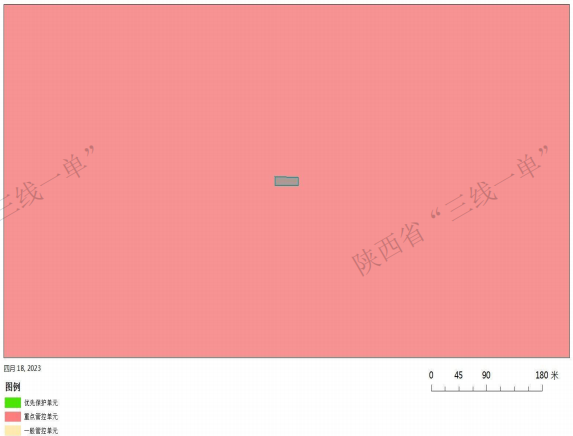 三线一单”
陕西省“三线一单”
四月 18, 2023
图例
优先保护单元
重点管控单元
一般管控单元
0 45 90 180 米